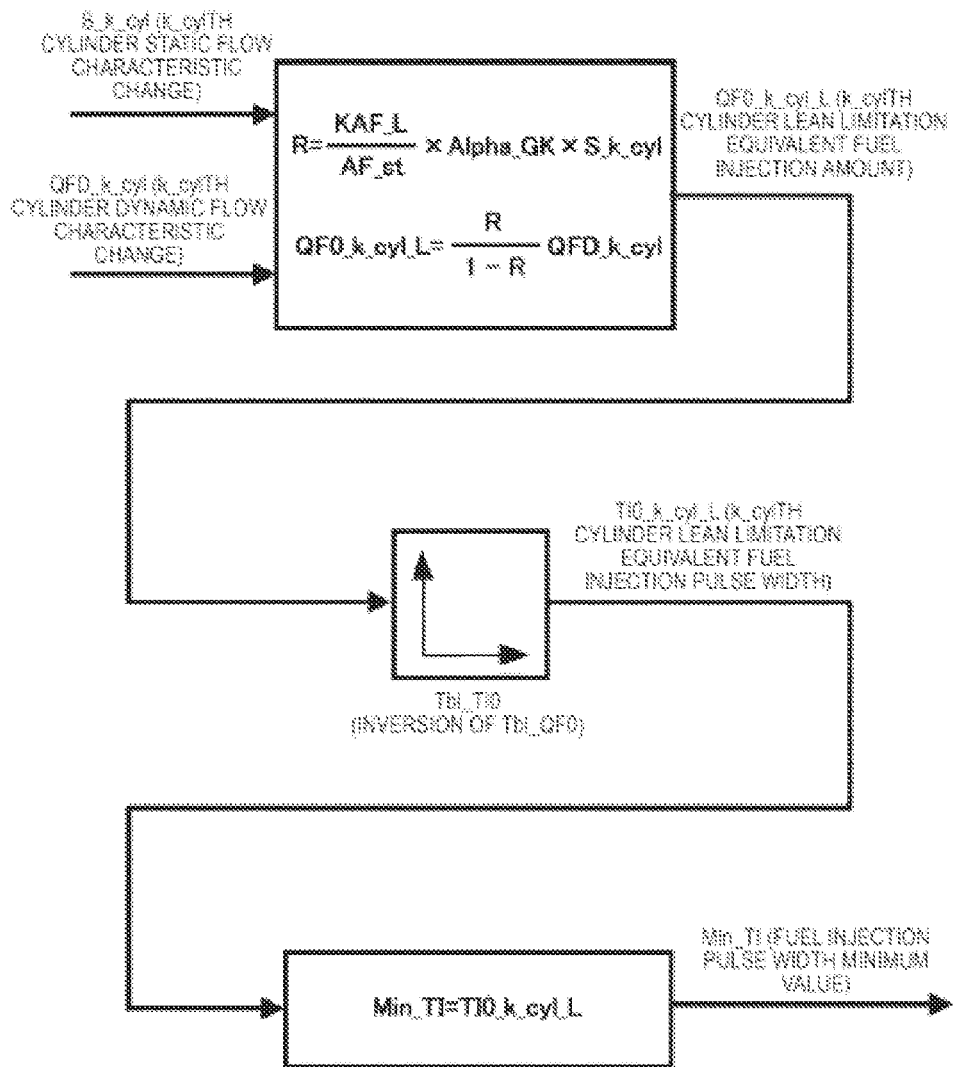 S_k_cyl (k_cylTH
CYLINDER STATIC FLOW
CHARACTERISTIC
CHANGE)
QFD_k_cyl (k_cylTH
CYLINDER DYNAMIC FLOW
CHARACTERISTIC
CHANGE)
R= KAF_L / AF_st × Alpha_GK × S_k_cyl
QF0_k_cyl_L= R / 1 − R QFD_k_cyl
QF0_k_cyl_L (k_cylTH
CYLINDER LEAN LIMITATION
EQUIVALENT FUEL
INJECTION AMOUNT)
TI0_k_cyl_L (k_cylTH
CYLINDER LEAN LIMITATION
EQUIVALENT FUEL
INJECTION PULSE WIDTH)
Tbl_TI0
(INVERSION OF Tbl_QF0)
Min_TI=TI0_k_cyl_L
Min_TI (FUEL INJECTION
PULSE WIDTH MINIMUM
VALUE)